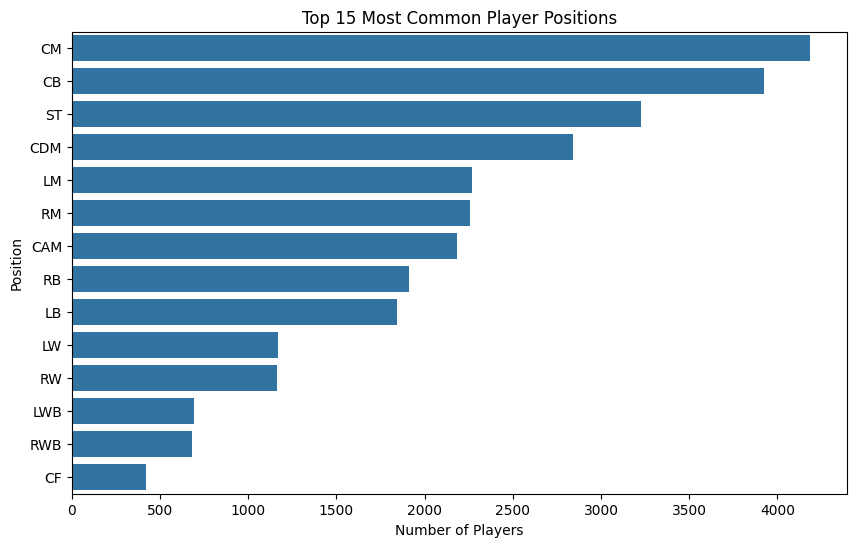 Top 15 Most Common Player Positions
Position
CM
CB
ST
CDM
LM
RM
CAM
RB
LB
LW
RW
LWB
RWB
CF
0 500 1000 1500 2000 2500 3000 3500 4000
Number of Players